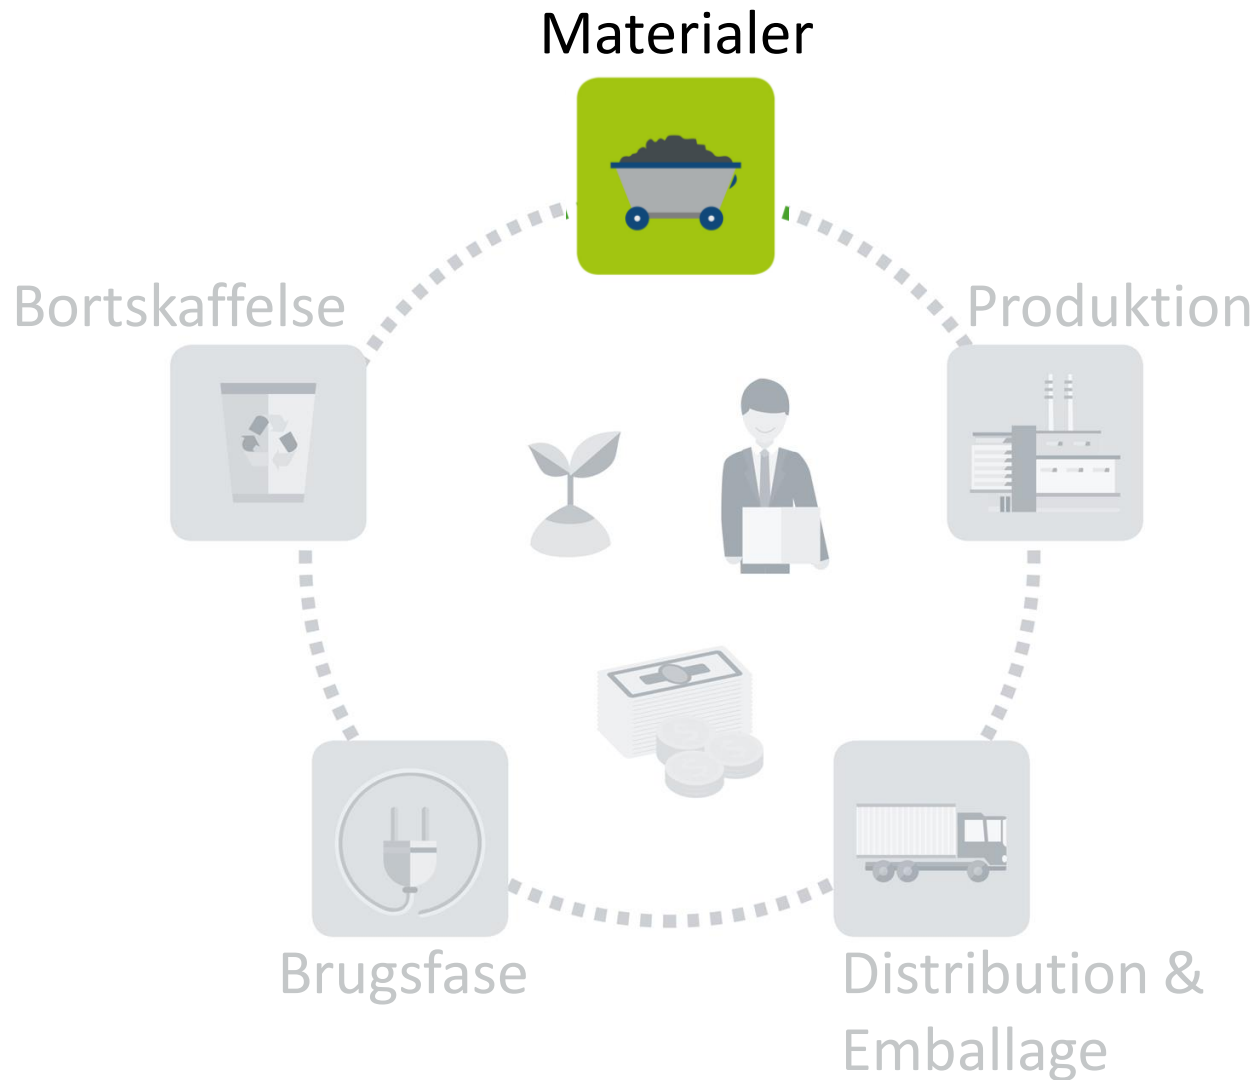 Materialer
Bortskaffelse
Produktion
Brugsfase
Distribution &
Emballage